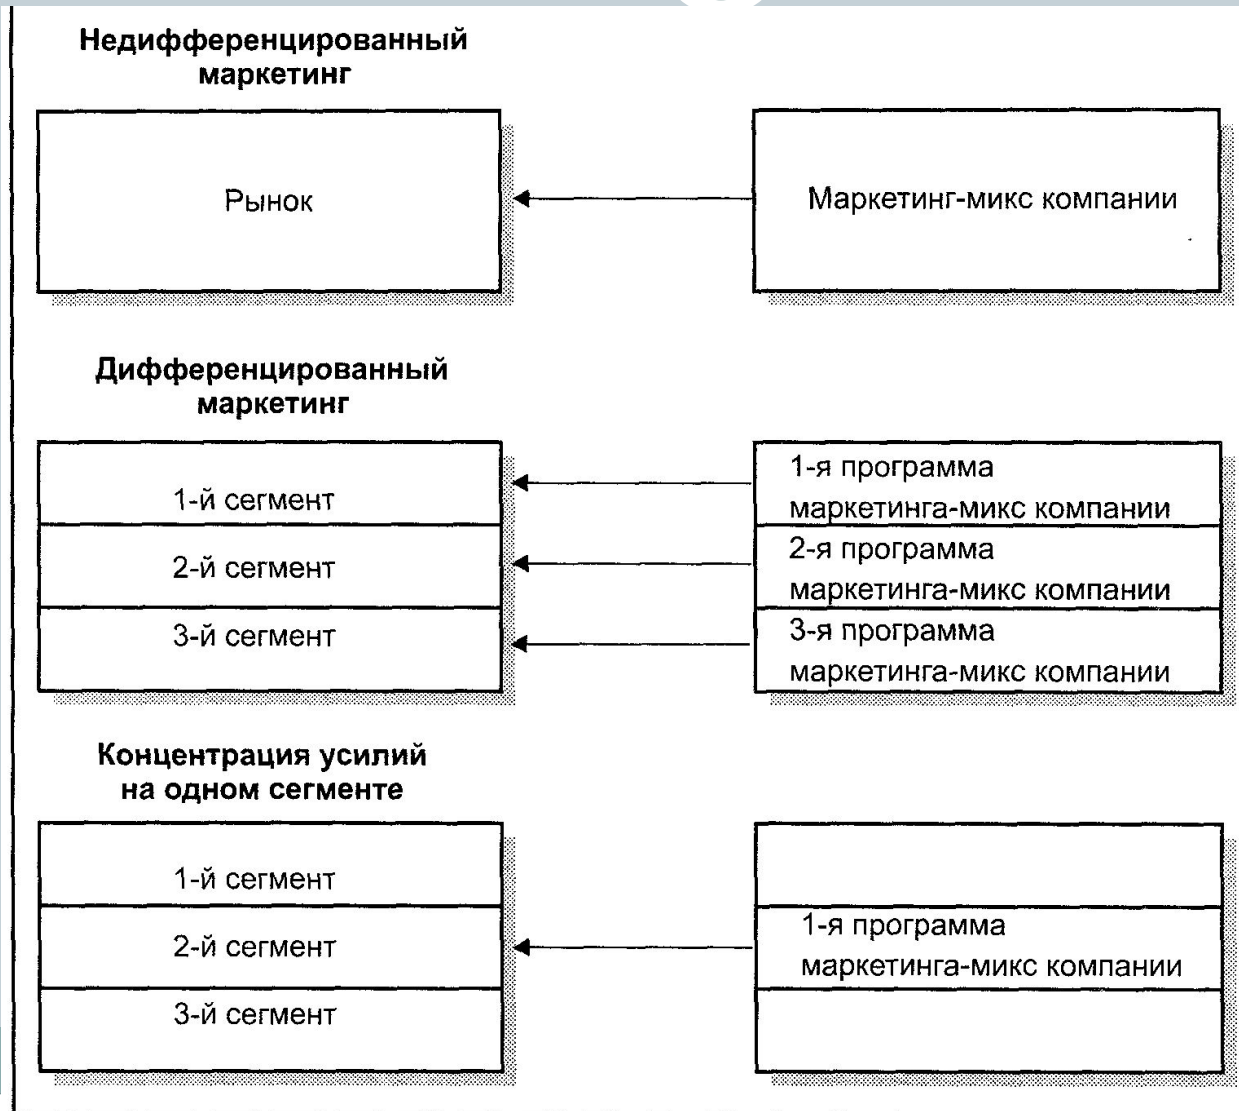 Недифференцированный
маркетинг
Рынок
Маркетинг-микс компании
Дифференцированный
маркетинг
1-й сегмент
2-й сегмент
3-й сегмент
1-я программа
маркетинга-микс компании
2-я программа
маркетинга-микс компании
3-я программа
маркетинга-микс компании
Концентрация усилий
на одном сегменте
1-й сегмент
2-й сегмент
3-й сегмент
1-я программа
маркетинга-микс компании